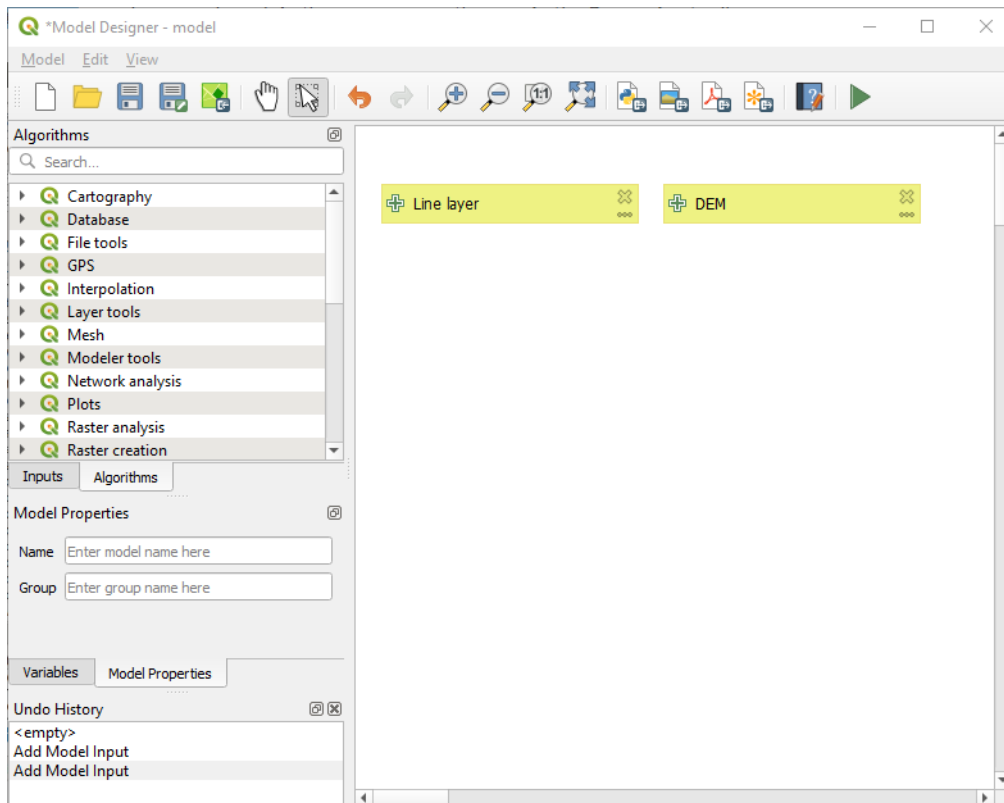 *Model Designer - model
Model Edit View
1:1
Algorithms
Search...
Cartography
Database
File tools
GPS
Interpolation
Layer tools
Mesh
Modeler tools
Network analysis
Plots
Raster analysis
Raster creation
Inputs Algorithms
Model Properties
Name Enter model name here
Group Enter group name here
Variables Model Properties
Undo History
<empty>
Add Model Input
Add Model Input
Line layer
DEM